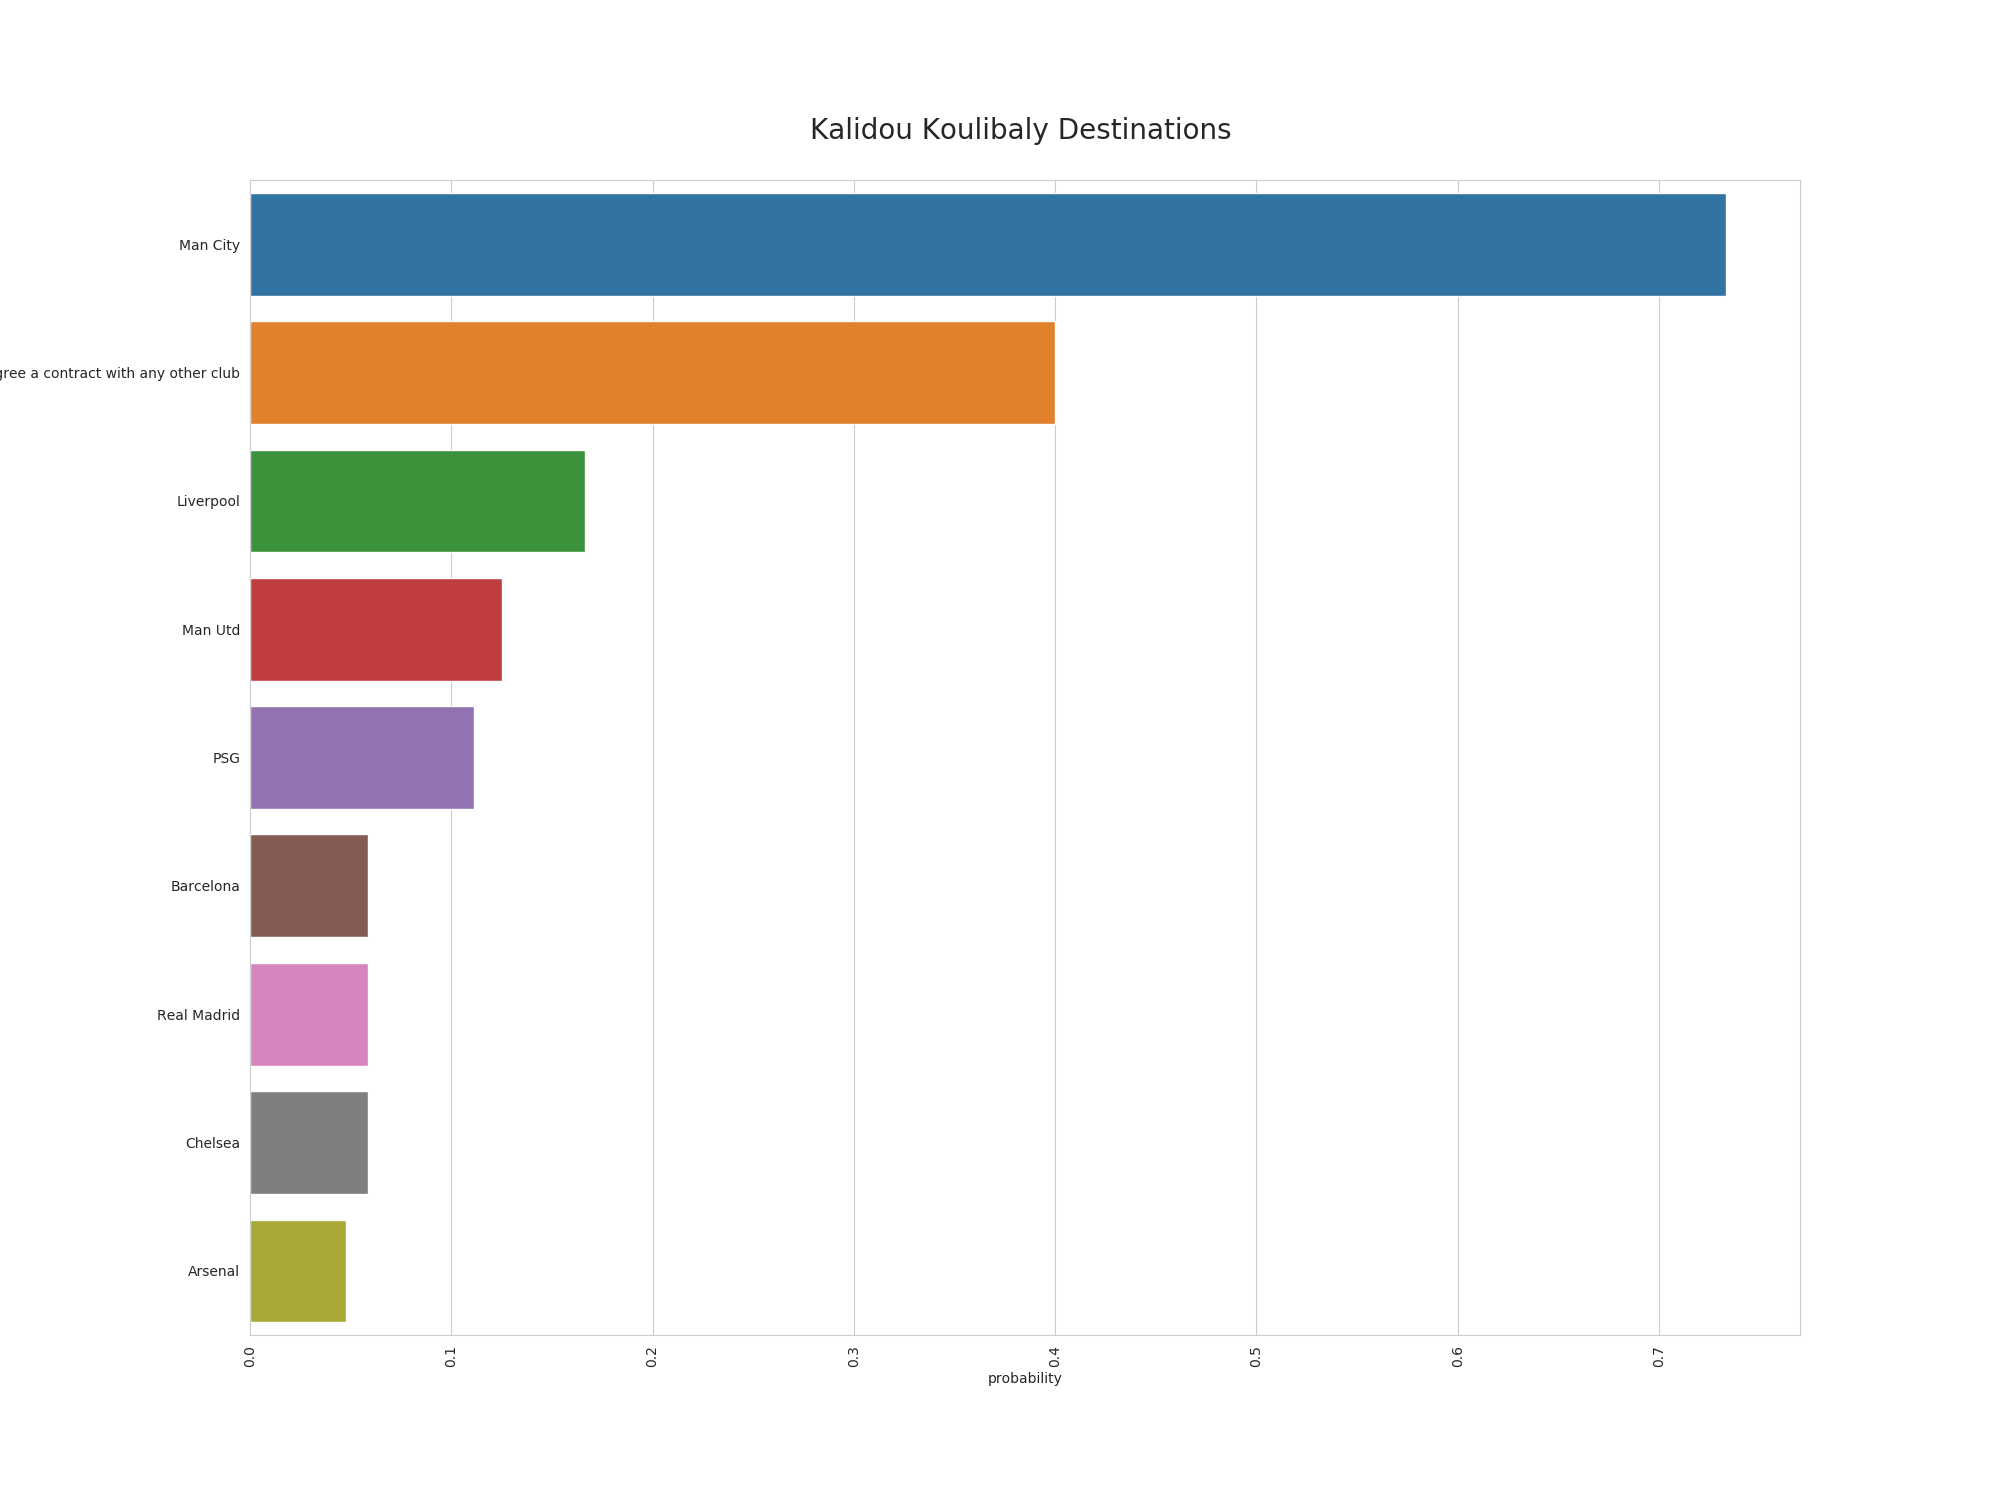 Kalidou Koulibaly Destinations
Man City
a contract with any other club
Liverpool
Man Utd
PSG
Barcelona
Real Madrid
Chelsea
Arsenal
0.0
0.1
0.2
0.3
0.4
0.5
0.6
0.7
probability